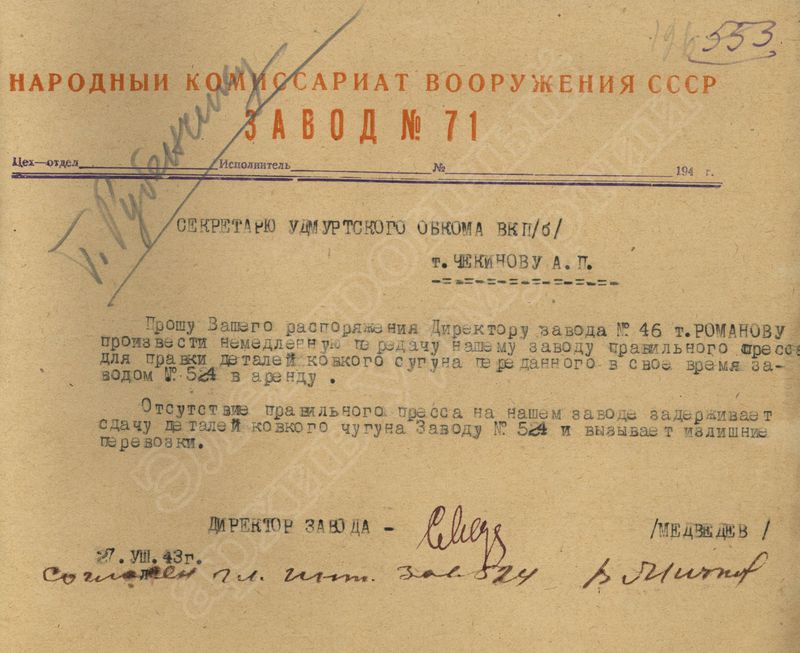 553
НАРОДНЫЙ КОМИССАРИАТ ВООРУЖЕНИЯ СССР
ЗАВОД № 71
Цех—отдел Исполнитель № 194 г.
СЕКРЕТАРЮ УДМУРТСКОГО ОБКОМА ВКП/б/
т.ЧЕКИНОВУ А.П.
Прошу Вашего распоряжения Директору завода № 46 т.РОМАНОВУ
произвести немедленную передачу нашему заводу правильного пресса
для правки деталей ковкого сугуна переданного в свое время за-
водом № 524 в аренду .
Отсутствие правильного пресса на нашем заводе задерживает
сдачу деталей ковкого чугуна Заводу № 524 и вызывает излишние
перевозки.
ДИРЕКТОР ЗАВОДА - /МЕДВЕДЕВ /
27.УШ.43г.
согласен гл. инж. зав. 524